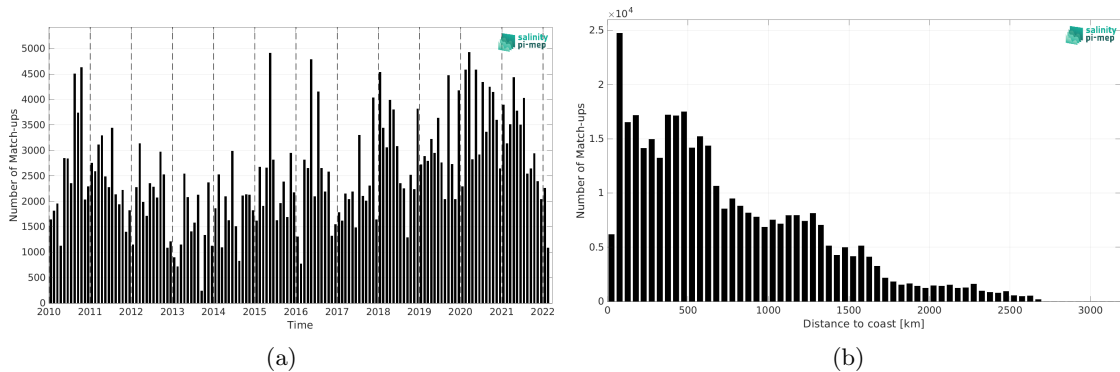 salinity
pi-mep
Number of Match-ups
5000
4500
4000
3500
3000
2500
2000
1500
1000
500
0
2010 2011 2012 2013 2014 2015 2016 2017 2018 2019 2020 2021 2022
Time
(a)
×10⁴
salinity
pi-mep
Number of Match-ups
2.5
2
1.5
1
0.5
0
0 500 1000 1500 2000 2500 3000
Distance to coast [km]
(b)